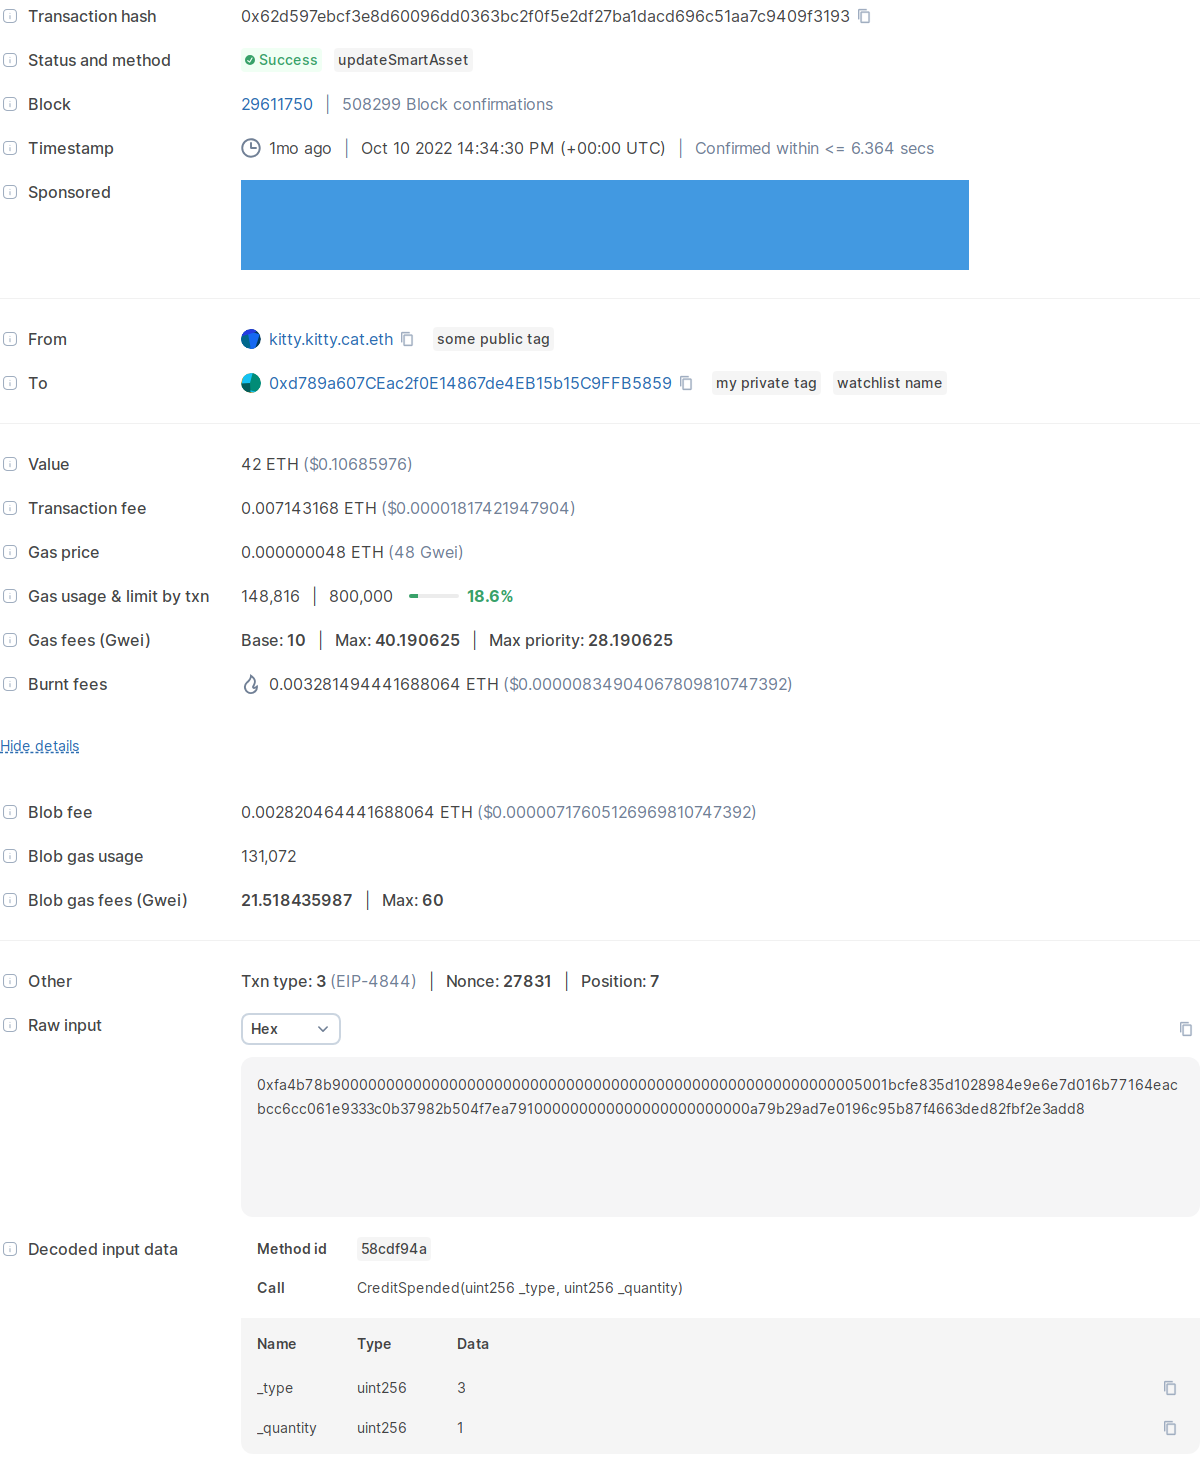 Transaction hash 0x62d597ebcf3e8d60096dd0363bc2f0f5e2df27ba1dacd696c51aa7c9409f3193
Status and method Success updateSmartAsset
Block 29611750 | 508299 Block confirmations
Timestamp 1mo ago | Oct 10 2022 14:34:30 PM (+00:00 UTC) | Confirmed within <= 6.364 secs
Sponsored
From kitty.kitty.cat.eth some public tag
To 0xd789a607CEac2f0E14867de4EB15b15C9FFB5859 my private tag watchlist name
Value 42 ETH ($0.10685976)
Transaction fee 0.007143168 ETH ($0.00001817421947904)
Gas price 0.000000048 ETH (48 Gwei)
Gas usage & limit by txn 148,816 | 800,000 18.6%
Gas fees (Gwei) Base: 10 | Max: 40.190625 | Max priority: 28.190625
Burnt fees 0.003281494441688064 ETH ($0.00000834904067809810747392)
Hide details
Blob fee 0.002820464441688064 ETH ($0.00000717605126969810747392)
Blob gas usage 131,072
Blob gas fees (Gwei) 21.518435987 | Max: 60
Other Txn type: 3 (EIP-4844) | Nonce: 27831 | Position: 7
Raw input Hex
0xfa4b78b90000000000000000000000000000000000000000000000000000000005001bcfe835d1028984e9e6e7d016b77164eac
bcc6cc061e9333c0b37982b504f7ea791000000000000000000000000a79b29ad7e0196c95b87f4663ded82fbf2e3add8
Decoded input data Method id 58cdf94a
Call CreditSpended(uint256 _type, uint256 _quantity)
Name Type Data
_type uint256 3
_quantity uint256 1